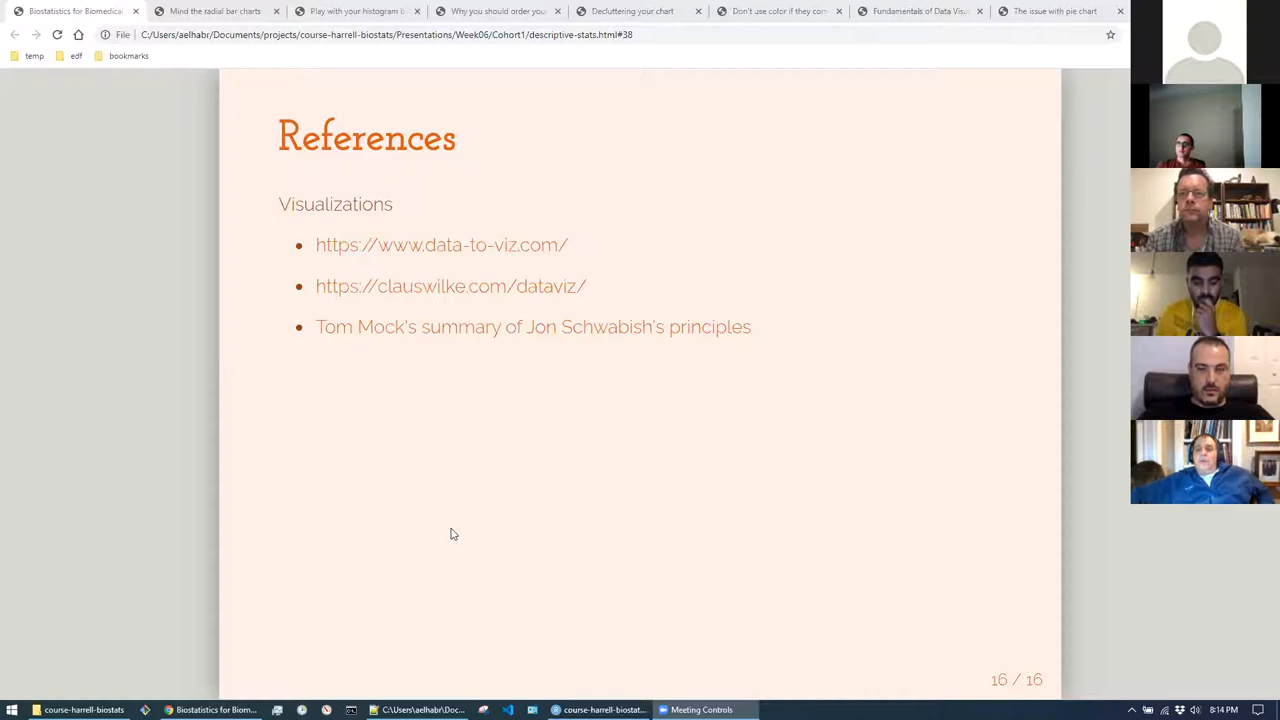 Biostatistics for Biomedical
Mind the radial bar charts
Play with your histogram b
Why you should order your
Decluttering your chart
Don't use color if they com
Fundamentals of Data Visu
The issue with pie chart
File
C:/Users/aelhabr/Documents/projects/course-harrell-biostats/Presentations/Week06/Cohort1/descriptive-stats.html#38
temp
edf
bookmarks
References
Visualizations
https://www.data-to-viz.com/
https://clauswilke.com/dataviz/
Tom Mock's summary of Jon Schwabish's principles
16 / 16
course-harrell-biostats
Biostatistics for Biom...
C:\Users\aelhabr\Doc...
course-harrell-biostat...
Meeting Controls
8:14 PM